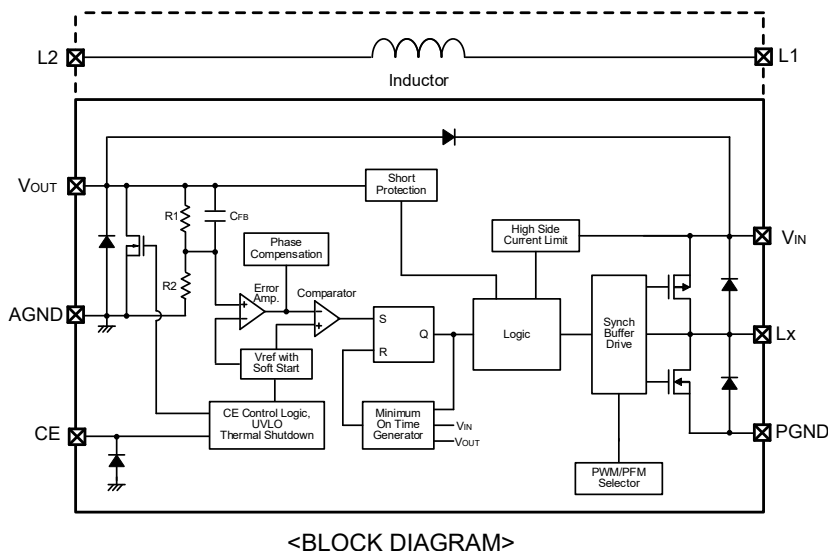 L2
L1
Inductor
VOUT
Short
Protection
R1
CFB
High Side
Current Limit
VIN
Phase
Compensation
R2
Error
Amp.
Comparator
AGND
S
Q
R
Logic
Synch
Buffer
Drive
Lx
Vref with
Soft Start
CE
CE Control Logic,
UVLO
Thermal Shutdown
Minimum
On Time
Generator
VIN
VOUT
PGND
PWM/PFM
Selector
<BLOCK DIAGRAM>